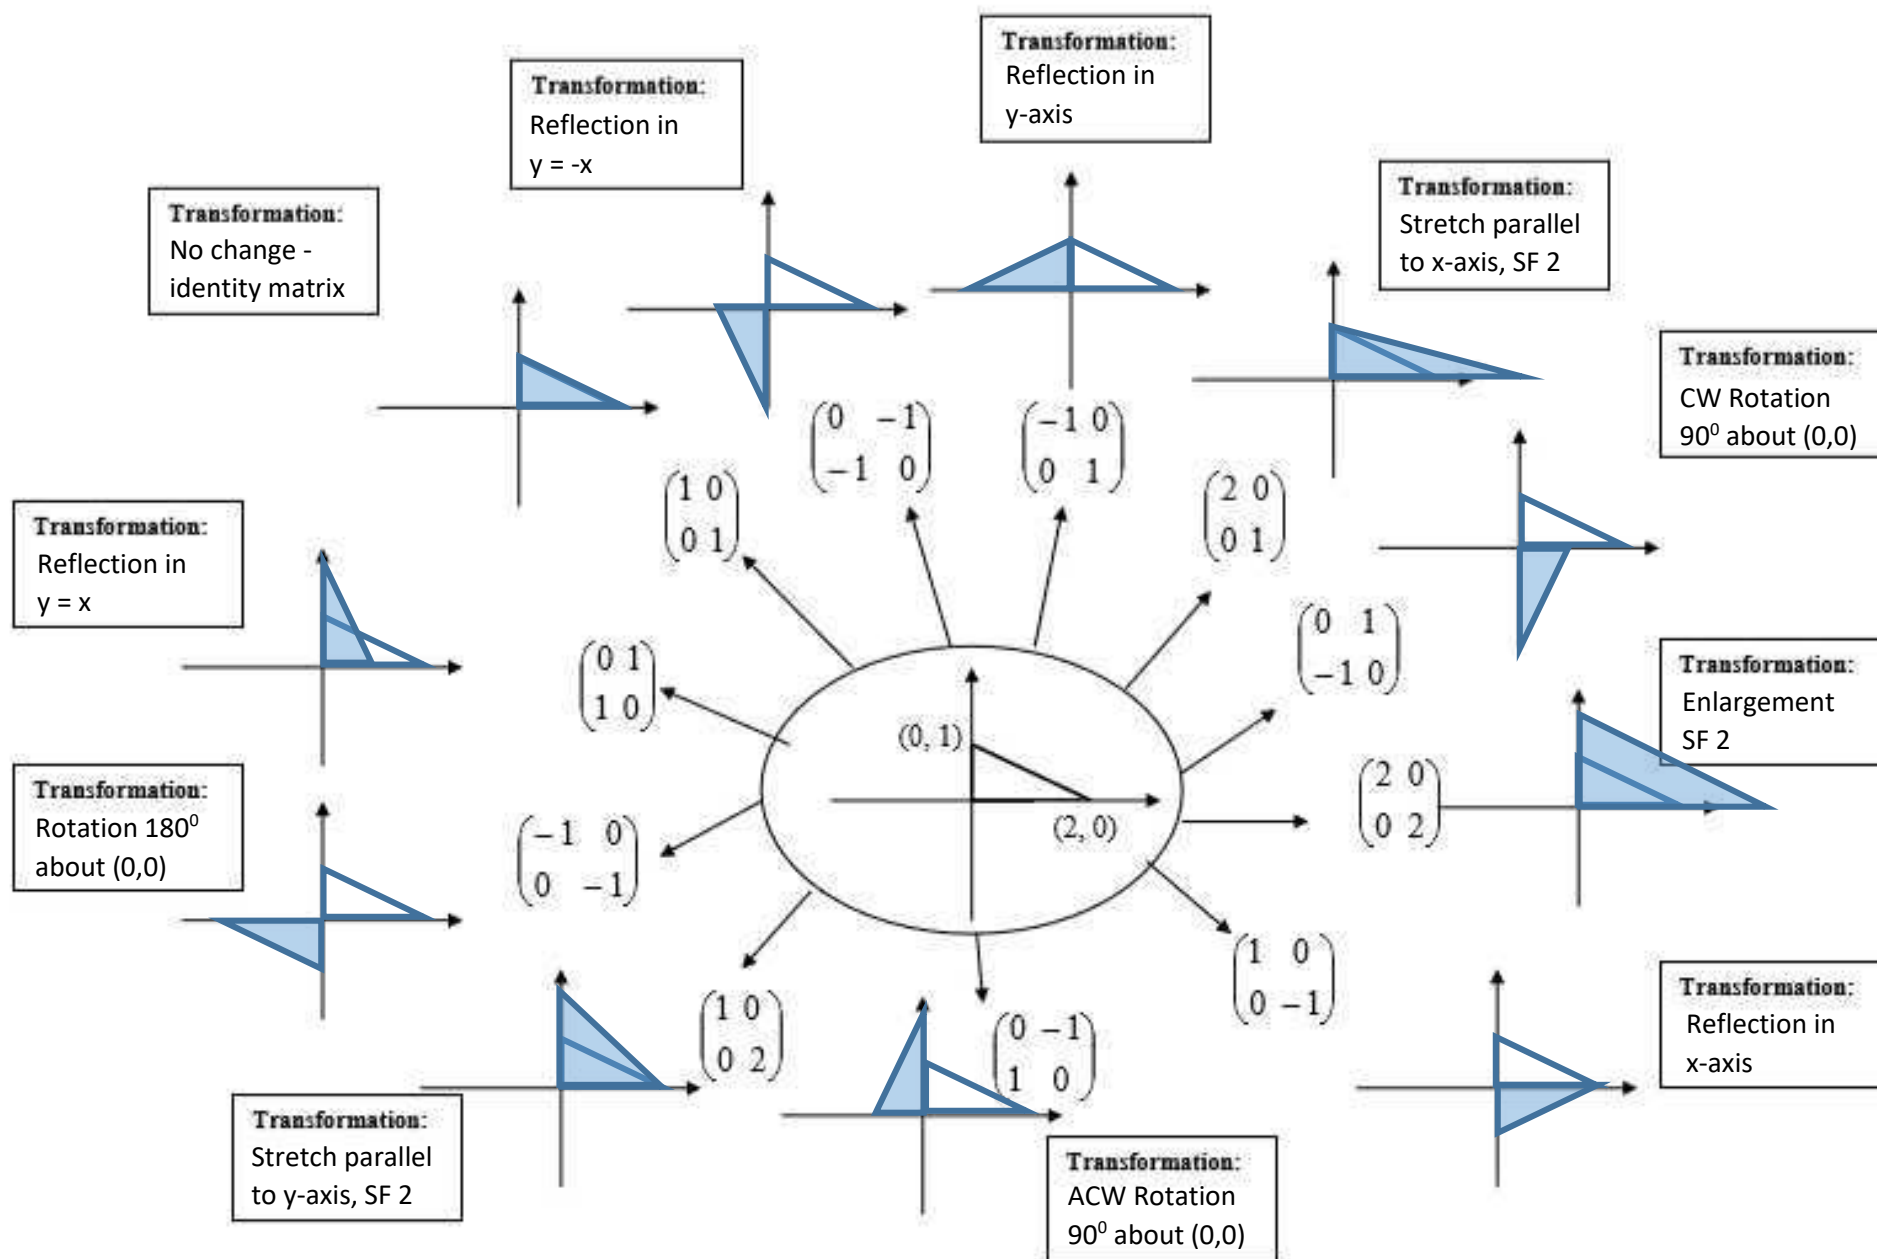 Transformation:
Reflection in
y-axis
Transformation:
Reflection in
y = -x
Transformation:
Stretch parallel
to x-axis, SF 2
Transformation:
No change -
identity matrix
Transformation:
CW Rotation
90⁰ about (0,0)
(0 -1)
(-1 0)
(-1 0)
(0 1)
(1 0)
(0 1)
(2 0)
(0 1)
Transformation:
Reflection in
y = x
(0 1)
(-1 0)
(0 1)
(1 0)
Transformation:
Enlargement
SF 2
(0, 1)
(2, 0)
(2 0)
(0 2)
Transformation:
Rotation 180⁰
about (0,0)
(-1 0)
(0 -1)
(1 0)
(0 -1)
Transformation:
Reflection in
x-axis
(1 0)
(0 2)
(0 -1)
(1 0)
Transformation:
Stretch parallel
to y-axis, SF 2
Transformation:
ACW Rotation
90⁰ about (0,0)